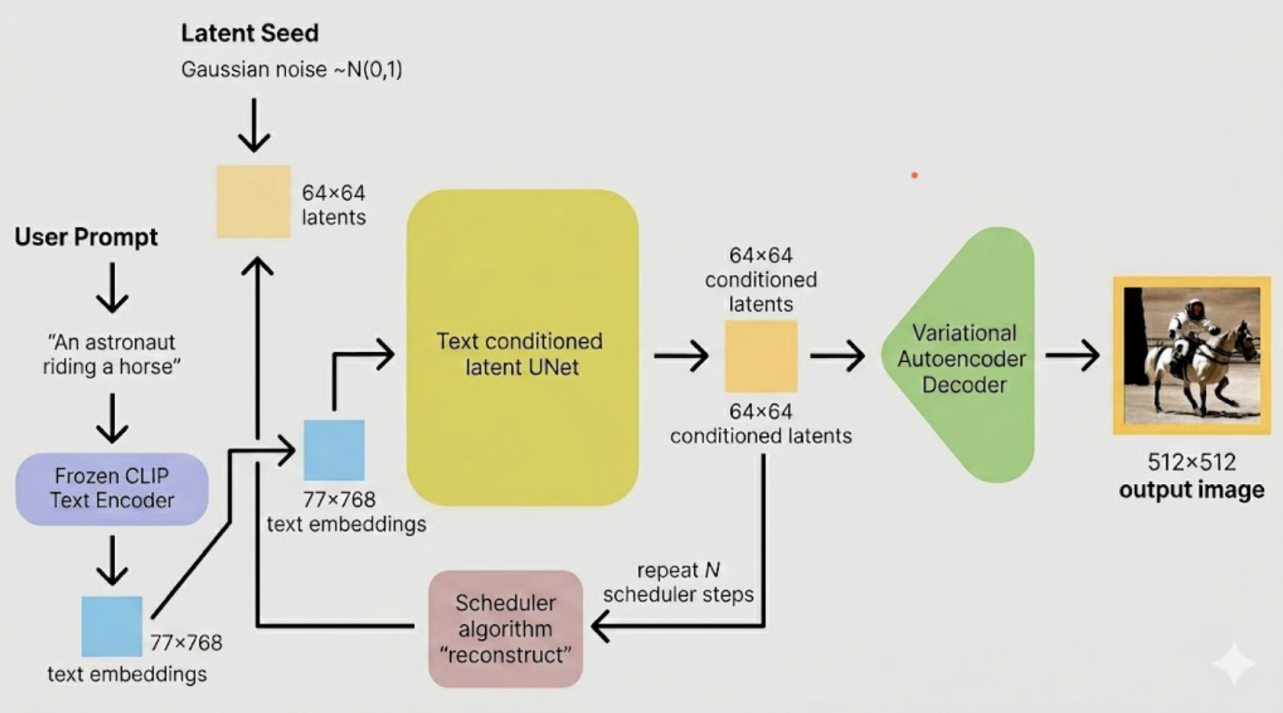 Latent Seed
Gaussian noise ~N(0,1)
64×64
latents
User Prompt
“An astronaut
riding a horse”
Frozen CLIP
Text Encoder
77×768
text embeddings
77×768
text embeddings
Text conditioned
latent UNet
64×64
conditioned
latents
64×64
conditioned latents
Variational
Autoencoder
Decoder
512×512
output image
repeat N
scheduler steps
Scheduler
algorithm
“reconstruct”